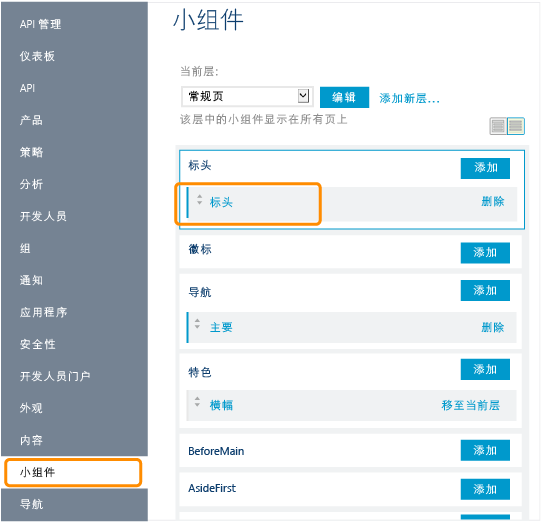 API 管理
仪表板
API
产品
策略
分析
开发人员
组
通知
应用程序
安全性
开发人员门户
外观
内容
小组件
导航
小组件
当前层:
常规页 编辑 添加新层...
该层中的小组件显示在所有页上
标头 添加
标头 删除
徽标 添加
导航 添加
主要 删除
特色 添加
横幅 移至当前层
BeforeMain 添加
AsideFirst 添加